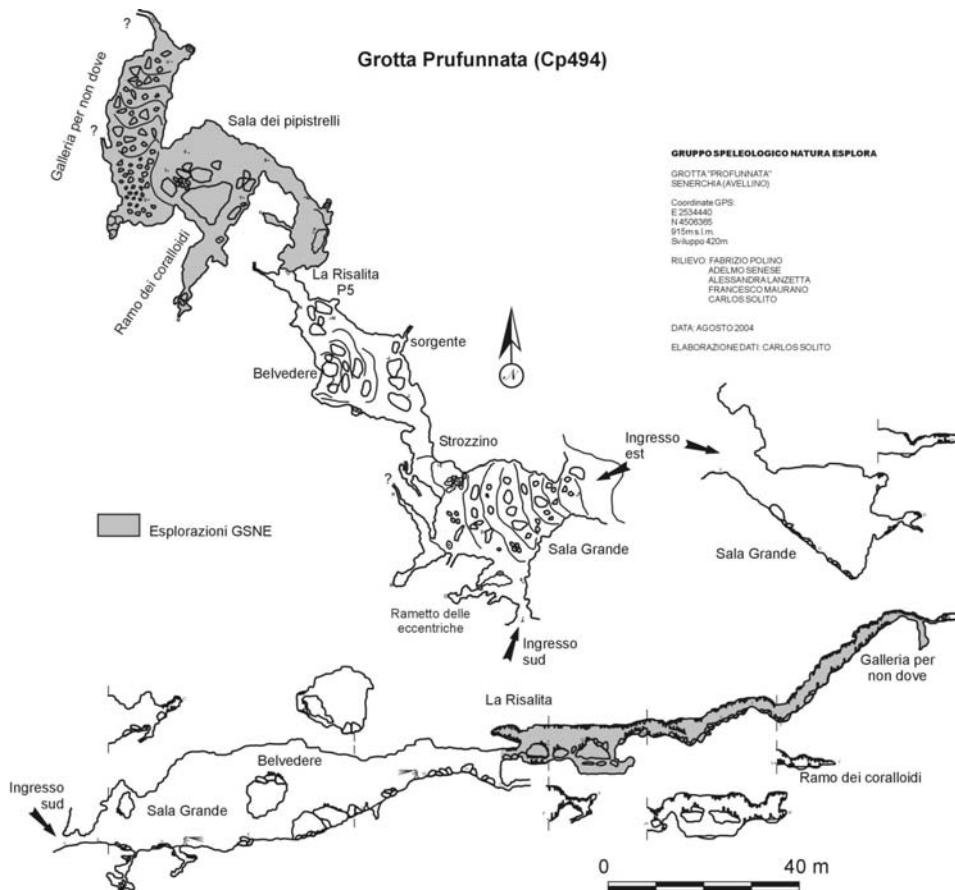 Grotta Prufunnata (Cp494)
?
Galleria per non dove
?
Sala dei pipistrelli
Ramo dei coralloidi
La Risalita
P5
sorgente
Belvedere
N
Strozzino
Ingresso
est
?
Sala Grande
Rametto delle
eccentriche
Ingresso
sud
Esplorazioni GSNE
GRUPPO SPELEOLOGICO NATURA ESPLORA
GROTTA "PROFUNNATA"
SENERCHIA (AVELLINO)
Coordinate GPS:
E 2534440
N 4506365
915m s.l.m.
Sviluppo 420m
RILIEVO: FABRIZIO POLINO
ADELMO SENESE
ALESSANDRA LANZETTA
FRANCESCO MAURANO
CARLOS SOLITO
DATA: AGOSTO 2004
ELABORAZIONE DATI: CARLOS SOLITO
Sala Grande
La Risalita
Galleria per
non dove
Belvedere
Ingresso
sud
Sala Grande
Ramo dei coralloidi
0 40 m